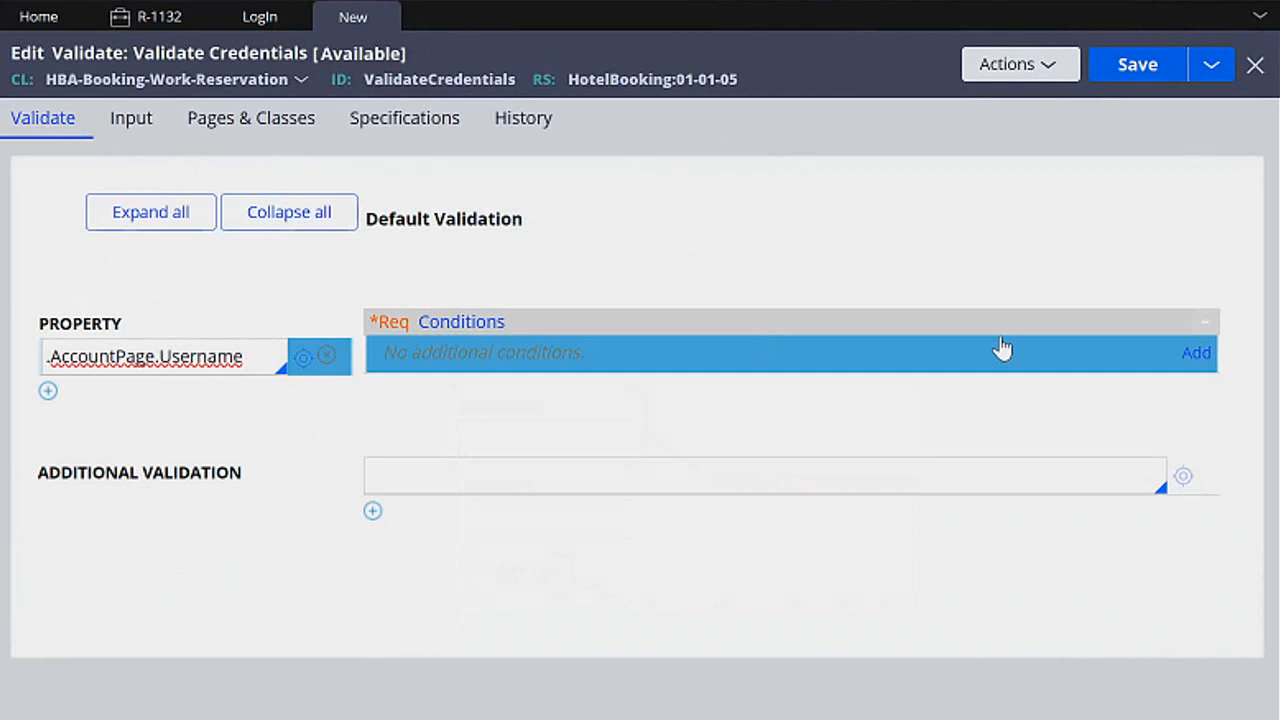 Home R-1132 LogIn New
Edit Validate: Validate Credentials [Available]
CL: HBA-Booking-Work-Reservation ID: ValidateCredentials RS: HotelBooking:01-01-05
Actions Save
Validate Input Pages & Classes Specifications History
Expand all Collapse all Default Validation
PROPERTY *Req Conditions
.AccountPage.Username No additional conditions. Add
ADDITIONAL VALIDATION